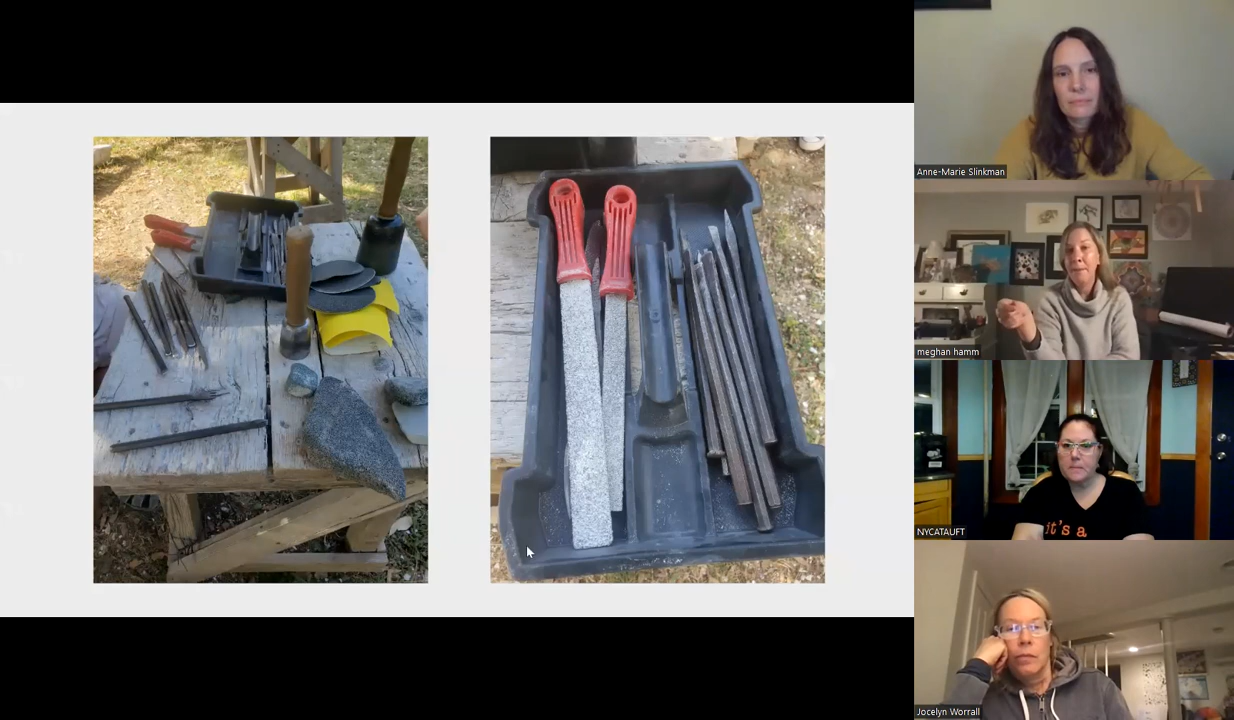 Anne-Marie Slinkman
meghan hamm
NYCATAUFT
it's a
Jocelyn Worrall